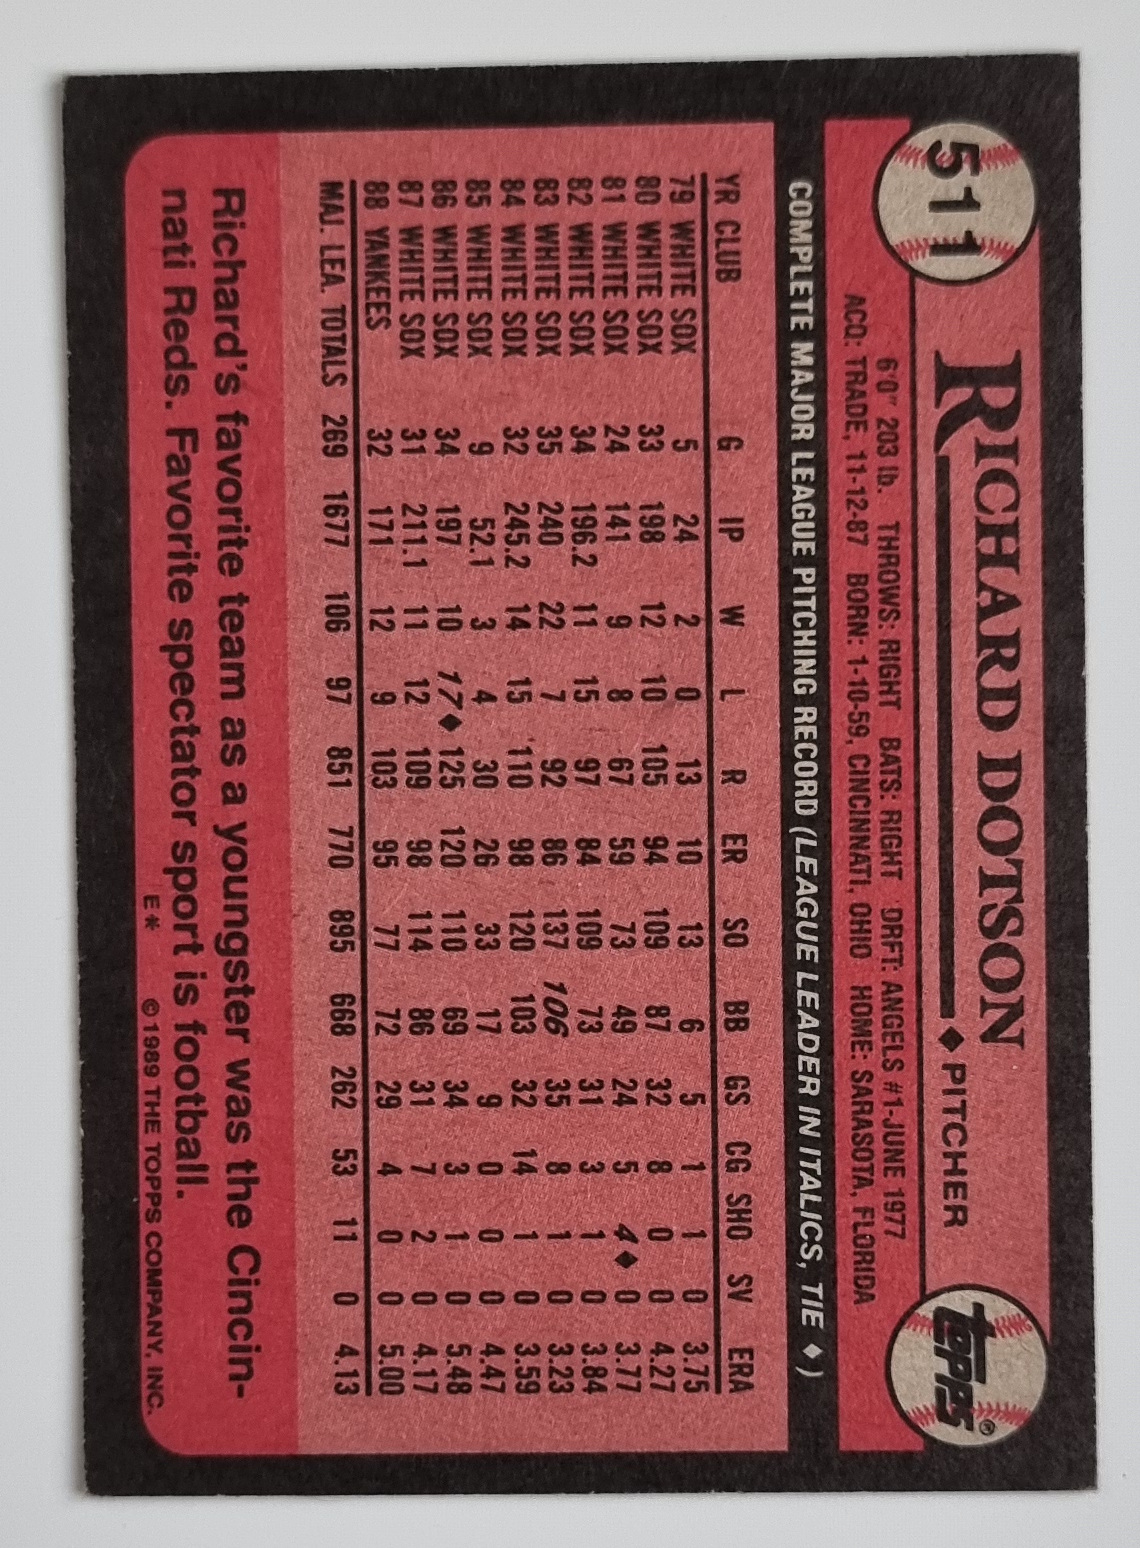 511
RICHARD DOTSON ◆ PITCHER
TOPPS®
6'0" 203 lb. THROWS: RIGHT BATS: RIGHT DRFT: ANGELS #1-JUNE 1977
ACQ: TRADE, 11-12-87 BORN: 1-10-59, CINCINNATI, OHIO HOME: SARASOTA, FLORIDA
COMPLETE MAJOR LEAGUE PITCHING RECORD (LEAGUE LEADER IN ITALICS, TIE ◆)
YR CLUB G IP W L R ER SO BB GS CG SHO SV ERA
79 WHITE SOX 5 24 2 0 13 10 13 6 5 1 1 0 3.75
80 WHITE SOX 33 198 12 10 105 94 109 87 32 8 0 0 4.27
81 WHITE SOX 24 141 9 8 67 59 73 49 24 5 4◆ 0 3.77
82 WHITE SOX 34 196.2 11 15 97 84 109 73 31 3 1 0 3.84
83 WHITE SOX 35 240 22 7 92 86 137 106 35 8 1 0 3.23
84 WHITE SOX 32 245.2 14 15 110 98 120 103 32 14 1 0 3.59
85 WHITE SOX 9 52.1 3 4 30 26 33 17 9 0 0 0 4.47
86 WHITE SOX 34 197 10 17◆ 125 120 110 69 34 3 1 0 5.48
87 WHITE SOX 31 211.1 11 12 109 98 114 86 31 7 2 0 4.17
88 YANKEES 32 171 12 9 103 95 77 72 29 4 0 0 5.00
MAJ. LEA. TOTALS 269 1677 106 97 851 770 895 668 262 53 11 0 4.13
Richard's favorite team as a youngster was the Cincin-
nati Reds. Favorite spectator sport is football.
E* © 1989 THE TOPPS COMPANY, INC.